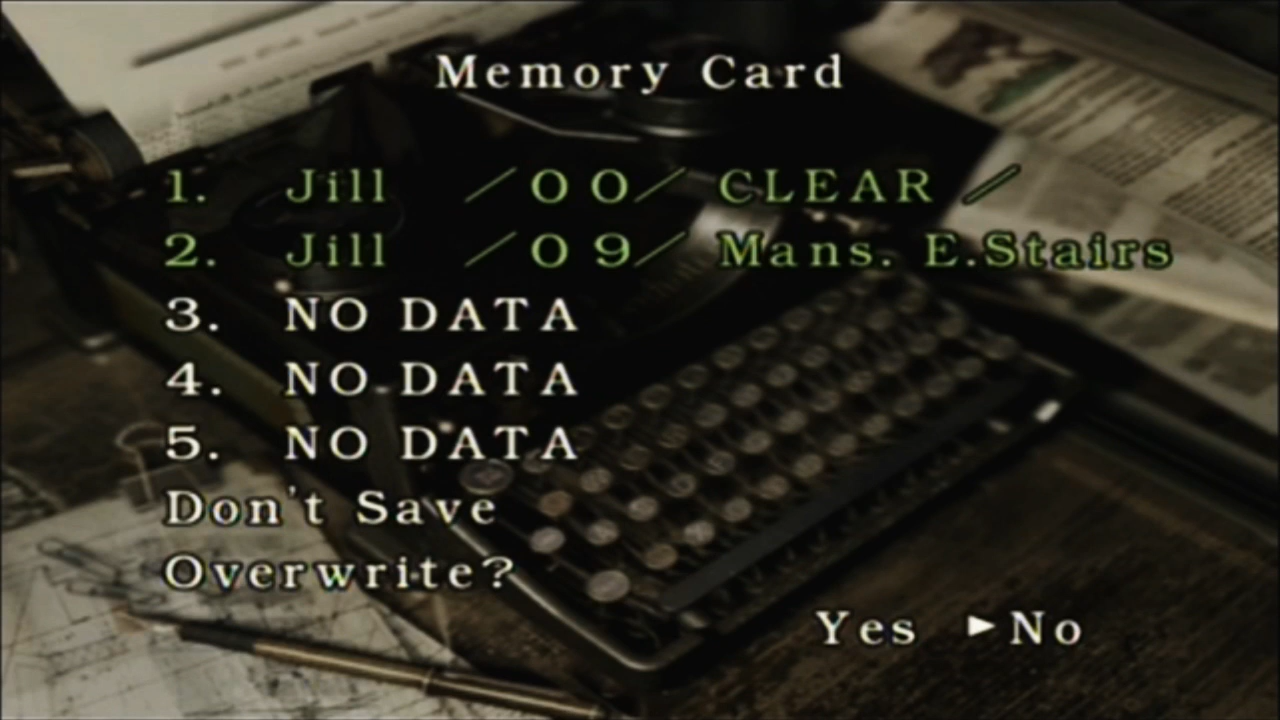 Memory Card
1. Jill /00/ CLEAR /
2. Jill /09/ Mans. E.Stairs
3. NO DATA
4. NO DATA
5. NO DATA
Don't Save
Overwrite?
Yes ►No